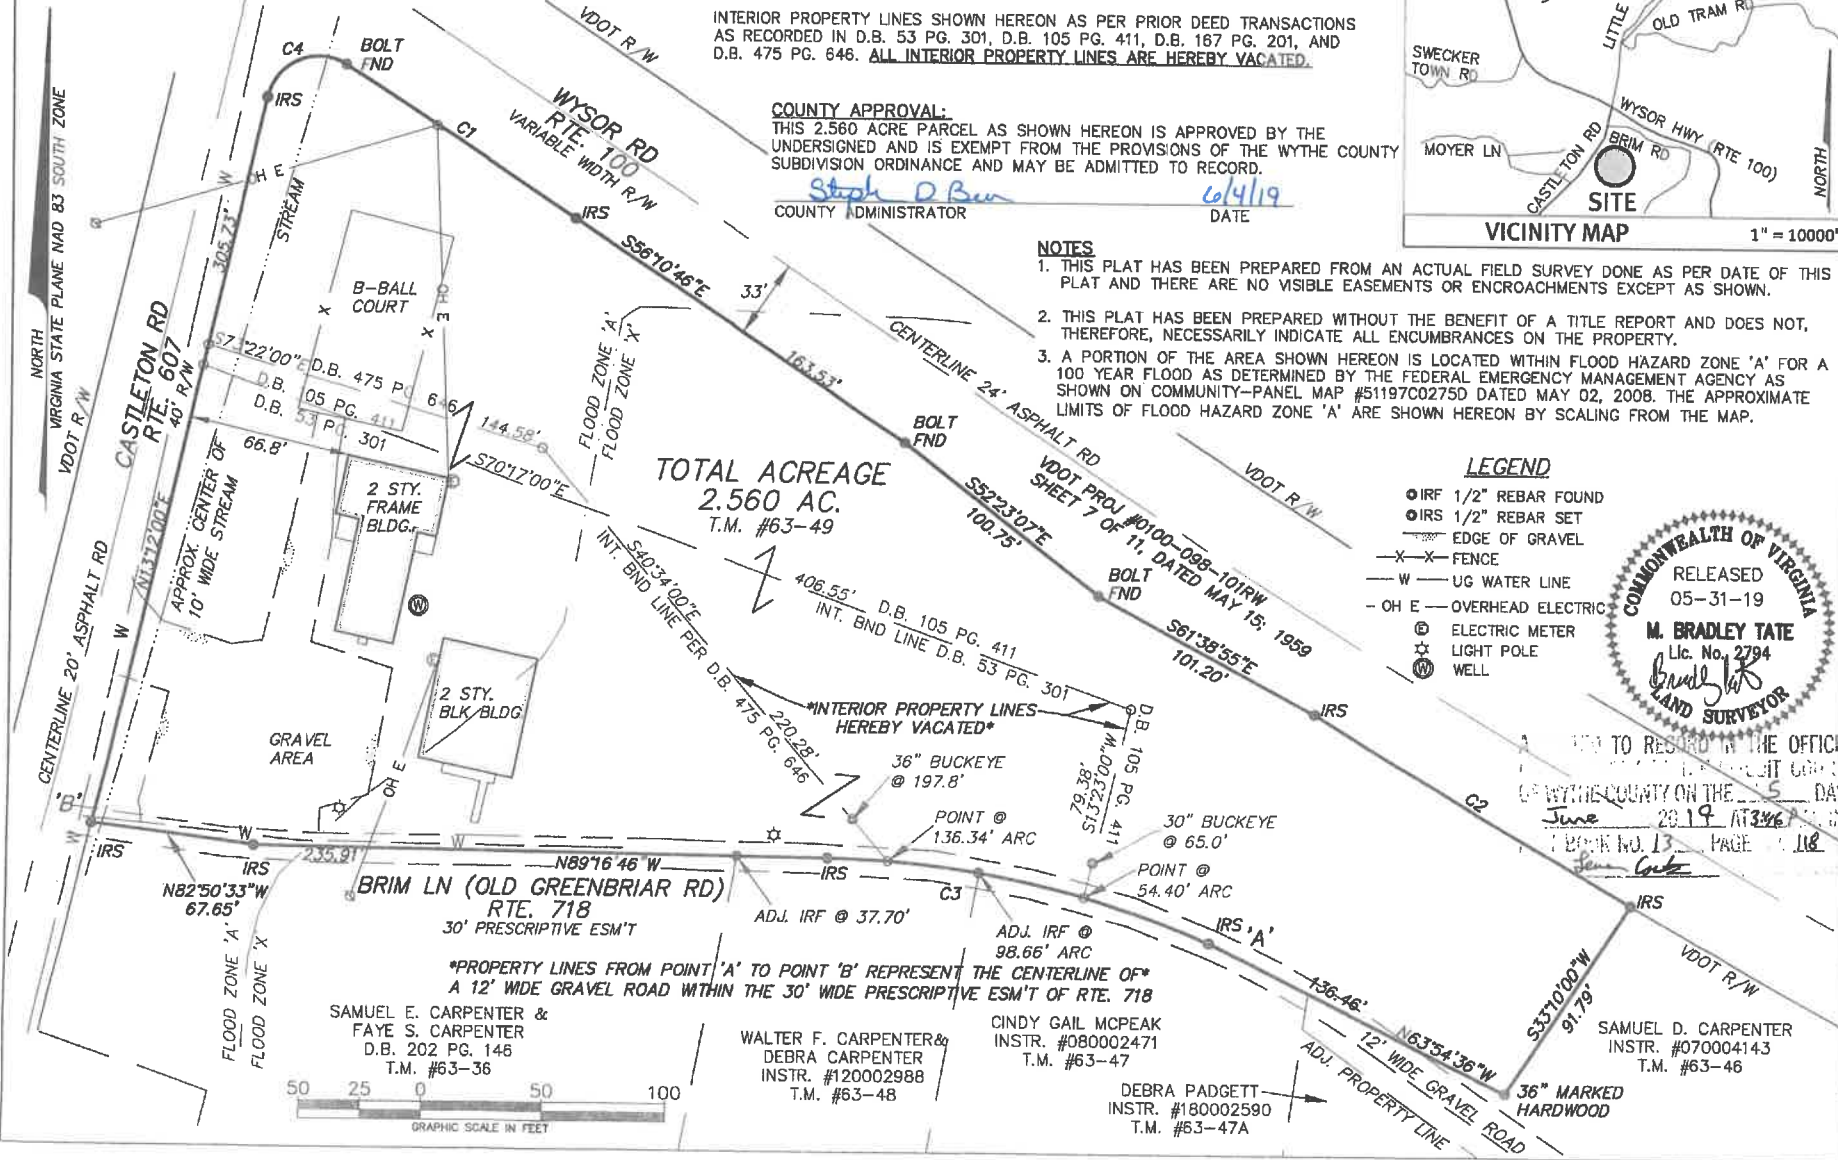 INTERIOR PROPERTY LINES SHOWN HEREON AS PER PRIOR DEED TRANSACTIONS
AS RECORDED IN D.B. 53 PG. 301, D.B. 105 PG. 411, D.B. 167 PG. 201, AND
D.B. 475 PG. 646. ALL INTERIOR PROPERTY LINES ARE HEREBY VACATED.
COUNTY APPROVAL:
THIS 2.560 ACRE PARCEL AS SHOWN HEREON IS APPROVED BY THE
UNDERSIGNED AND IS EXEMPT FROM THE PROVISIONS OF THE WYTHE COUNTY
SUBDIVISION ORDINANCE AND MAY BE ADMITTED TO RECORD.
6/4/19
COUNTY ADMINISTRATOR
DATE
LITTLE
OLD TRAM RD
SWECKER
TOWN RD
WYSOR HWY (RTE 100)
MOYER LN
CASTLETON RD
BRIM RD
SITE
NORTH
VICINITY MAP
1" = 10000'
NOTES
1. THIS PLAT HAS BEEN PREPARED FROM AN ACTUAL FIELD SURVEY DONE AS PER DATE OF THIS
PLAT AND THERE ARE NO VISIBLE EASEMENTS OR ENCROACHMENTS EXCEPT AS SHOWN.
2. THIS PLAT HAS BEEN PREPARED WITHOUT THE BENEFIT OF A TITLE REPORT AND DOES NOT,
THEREFORE, NECESSARILY INDICATE ALL ENCUMBRANCES ON THE PROPERTY.
3. A PORTION OF THE AREA SHOWN HEREON IS LOCATED WITHIN FLOOD HAZARD ZONE 'A' FOR A
100 YEAR FLOOD AS DETERMINED BY THE FEDERAL EMERGENCY MANAGEMENT AGENCY AS
SHOWN ON COMMUNITY-PANEL MAP #51197C0275D DATED MAY 02, 2008. THE APPROXIMATE
LIMITS OF FLOOD HAZARD ZONE 'A' ARE SHOWN HEREON BY SCALING FROM THE MAP.
LEGEND
IRF 1/2" REBAR FOUND
IRS 1/2" REBAR SET
EDGE OF GRAVEL
X X FENCE
W UG WATER LINE
OH E OVERHEAD ELECTRIC
E ELECTRIC METER
LIGHT POLE
W WELL
COMMONWEALTH OF VIRGINIA
RELEASED
05-31-19
M. BRADLEY TATE
Lic. No. 2794
LAND SURVEYOR
TO RECORD IN THE OFFICE
OF WYTHE COUNTY ON THE 5 DA
June 2019 AT
BOOK NO. 13 PAGE 118
NORTH
VIRGINIA STATE PLANE NAD 83 SOUTH ZONE
VDOT R/W
C4
BOLT
FND
IRS
C1
VDOT R/W
WYSOR RD
RTE. 100
VARIABLE WIDTH R/W
IRS
OH E
STREAM
W
305.73'
S56°10'46"E
163.53'
33'
B-BALL
COURT
X
X
OH E
FLOOD ZONE 'A'
FLOOD ZONE 'X'
CENTERLINE 24' ASPHALT RD
CASTLETON RD
RTE. 607
40' R/W
S73°22'00"E
D.B. 475 PG 646
D.B. 105 PG. 411
D.B. 53 PG. 301
144.58'
66.8'
S70°17'00"E
TOTAL ACREAGE
2.560 AC.
T.M. #63-49
BOLT
FND
VDOT R/W
VDOT PROJ #0100-098-101RW
SHEET 7 OF 11, DATED MAY 15, 1959
S52°23'07"E
100.75'
2 STY.
FRAME
BLDG.
APPROX. CENTER OF
10' WIDE STREAM
N13°12'00"E
CENTERLINE 20' ASPHALT RD
W
W
S40°34'00"E
INT. BND LINE PER D.B. 475 PG. 646
220.28'
406.55' D.B. 105 PG. 411
INT. BND LINE D.B. 53 PG. 301
BOLT
FND
S61°38'55"E
101.20'
2 STY.
BLK BLDG
*INTERIOR PROPERTY LINES
HEREBY VACATED*
D.B. 105 PG. 411
S13°23'00"W
79.38'
IRS
GRAVEL
AREA
OH E
36" BUCKEYE
@ 197.8'
C2
'B'
POINT @
136.34' ARC
30" BUCKEYE
@ 65.0'
W
IRS
W
IRS
235.91'
W
N89°16'46"W
IRS
POINT @
54.40' ARC
C3
N82°50'33"W
67.65'
BRIM LN (OLD GREENBRIAR RD)
RTE. 718
30' PRESCRIPTIVE ESM'T
ADJ. IRF @ 37.70'
ADJ. IRF @
98.66' ARC
IRS 'A'
IRS
VDOT R/W
FLOOD ZONE 'A'
FLOOD ZONE 'X'
*PROPERTY LINES FROM POINT 'A' TO POINT 'B' REPRESENT THE CENTERLINE OF*
A 12' WIDE GRAVEL ROAD WITHIN THE 30' WIDE PRESCRIPTIVE ESM'T OF RTE. 718
136.46'
N63°54'36"W
S33°10'00"W
91.79'
SAMUEL E. CARPENTER &
FAYE S. CARPENTER
D.B. 202 PG. 146
T.M. #63-36
WALTER F. CARPENTER&
DEBRA CARPENTER
INSTR. #120002988
T.M. #63-48
CINDY GAIL MCPEAK
INSTR. #080002471
T.M. #63-47
SAMUEL D. CARPENTER
INSTR. #070004143
T.M. #63-46
DEBRA PADGETT
INSTR. #180002590
T.M. #63-47A
12' WIDE GRAVEL ROAD
ADJ. PROPERTY LINE
36" MARKED
HARDWOOD
50 25 0 50 100
GRAPHIC SCALE IN FEET